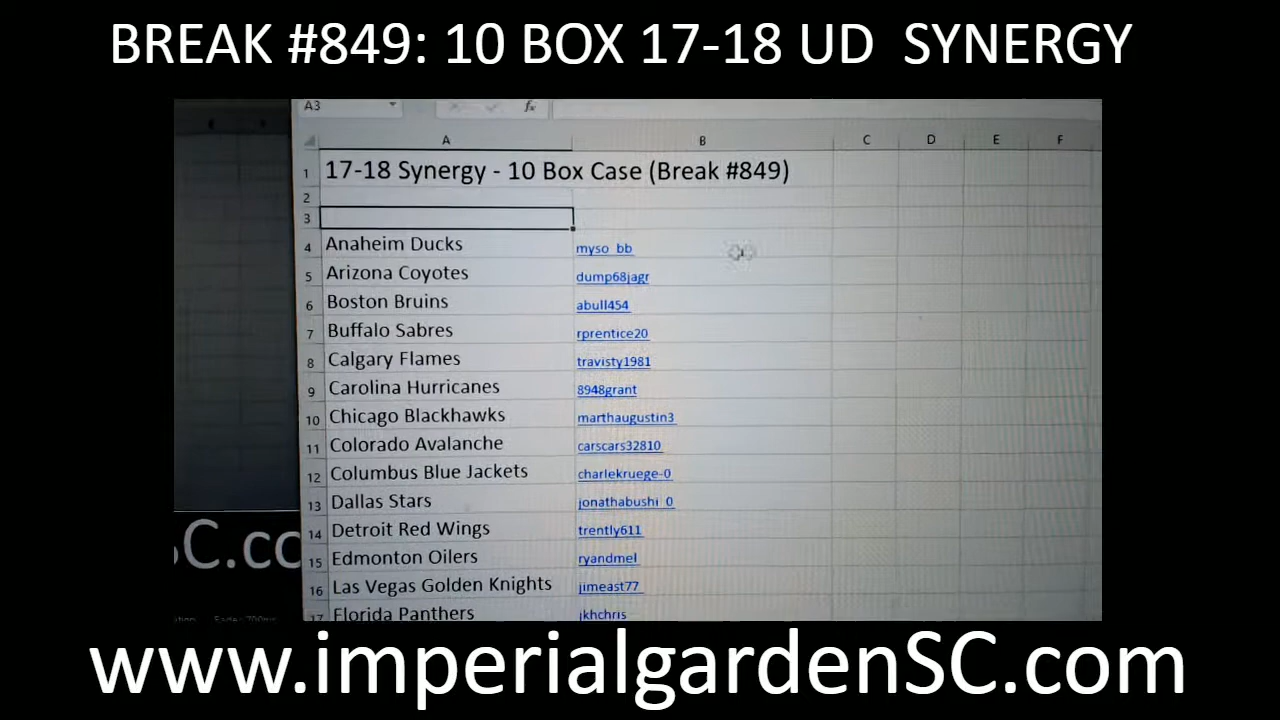 BREAK #849: 10 BOX 17-18 UD SYNERGY
A3 fx
A B C D E F
1 17-18 Synergy - 10 Box Case (Break #849)
2
3
4 Anaheim Ducks myso_bb
5 Arizona Coyotes dump68jagr
6 Boston Bruins abull454
7 Buffalo Sabres rprentice20
8 Calgary Flames travisty1981
9 Carolina Hurricanes 8948grant
10 Chicago Blackhawks marthaugustin3
11 Colorado Avalanche carscars32810
12 Columbus Blue Jackets charlekruege-0
13 Dallas Stars jonathabushi_0
14 Detroit Red Wings trently611
15 Edmonton Oilers ryandmel
16 Las Vegas Golden Knights jimeast77
17 Florida Panthers jkhchris
SC.co
www.imperialgardenSC.com